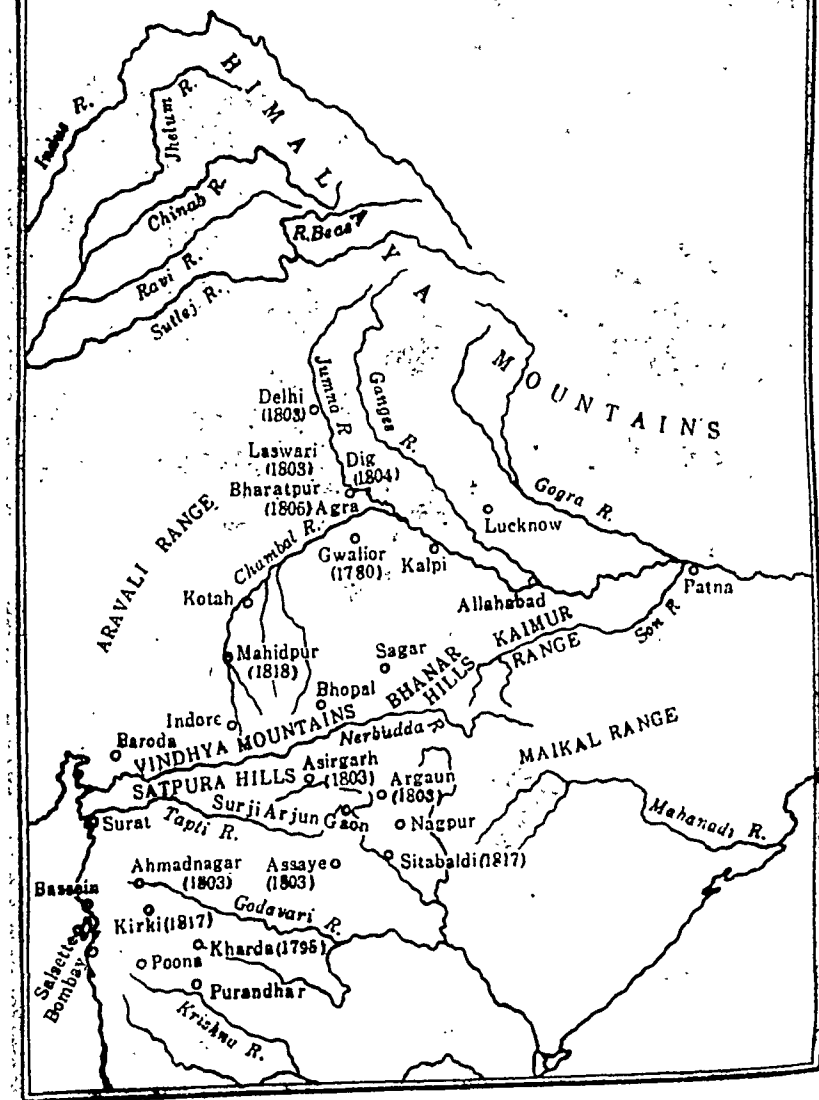 HIMALAYA MOUNTAINS
Indus R.
Jhelum R.
Chinab R.
R. Beas
Ravi R.
Sutlej R.
Jumna R
Ganges R.
Delhi
(1803)
Laswari
(1803)
Dig
(1804)
Bharatpur
(1805)
Agra
Gogra R.
Lucknow
ARAVALI RANGE
Chambal R.
Gwalior
(1780)
Kalpi
Patna
Kotah
Allahabad
Son R
KAIMUR
RANGE
Mahidpur
(1818)
Sagar
BHANAR
HILLS
Bhopal
Indore
Baroda
VINDHYA MOUNTAINS
Nerbudda R
MAIKAL RANGE
SATPURA HILLS
Asirgarh
(1803)
Argaun
(1803)
Surji Arjun Gaon
Surat
Tapti R.
Nagpur
Mahanadi R.
Ahmadnagar
(1803)
Assaye
(1803)
Sitabaldi (1817)
Bassein
Kirki (1817)
Godavari R.
Salsette
Bombay
Kharda (1795)
Poona
Purandhar
Krishna R.